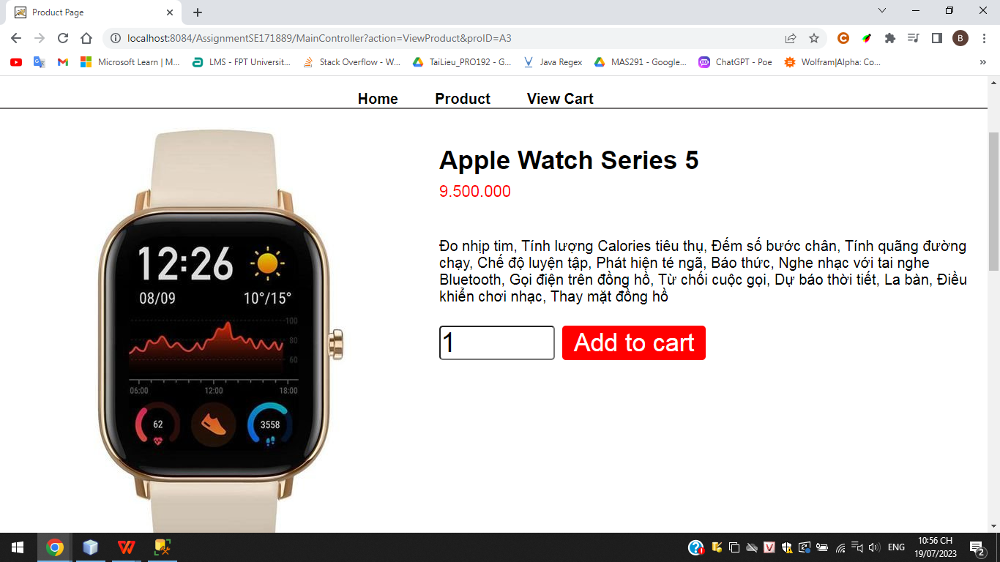 Product Page
localhost:8084/AssignmentSE171889/MainController?action=ViewProduct&proID=A3
B
Microsoft Learn | M...
LMS - FPT Universit...
Stack Overflow - W...
TaiLieu_PRO192 - G...
Java Regex
MAS291 - Google...
ChatGPT - Poe
Wolfram|Alpha: Co...
Home Product View Cart
Apple Watch Series 5
9.500.000
Đo nhịp tim, Tính lượng Calories tiêu thụ, Đếm số bước chân, Tính quãng đường
chạy, Chế độ luyện tập, Phát hiện té ngã, Báo thức, Nghe nhạc với tai nghe
Bluetooth, Gọi điện trên đồng hồ, Từ chối cuộc gọi, Dự báo thời tiết, La bàn, Điều
khiển chơi nhạc, Thay mặt đồng hồ
1 Add to cart
12:26
08/09 10°/15°
100
80
60
06:00 12:00 18:00
62 3558
ENG
10:56 CH
19/07/2023
2